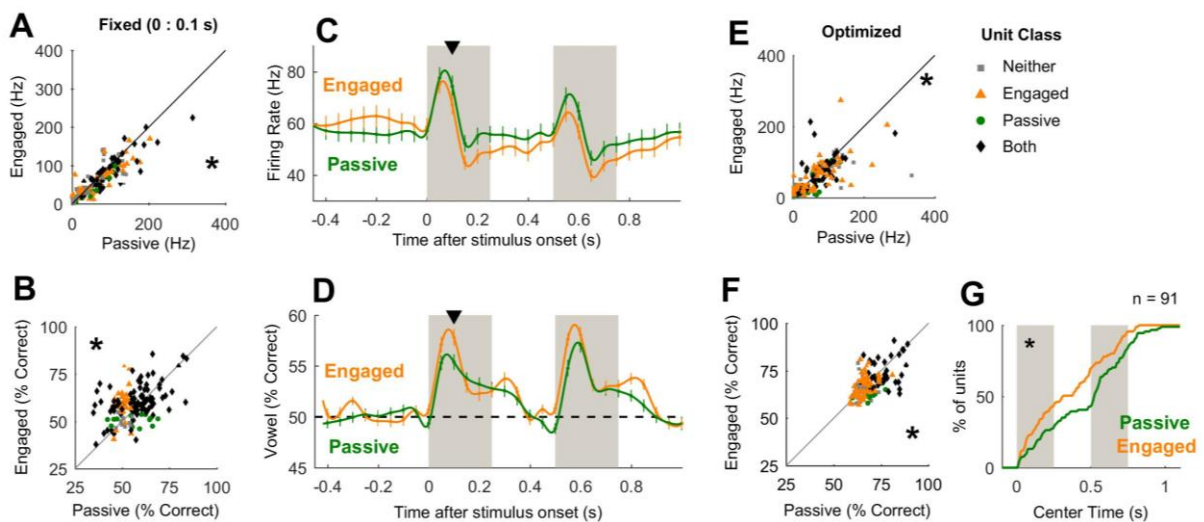 A
Fixed (0 : 0.1 s)
Engaged (Hz)
400
300
200
100
0
0
200
400
Passive (Hz)
*
C
Firing Rate (Hz)
80
60
40
Engaged
Passive
-0.4
-0.2
0
0.2
0.4
0.6
0.8
Time after stimulus onset (s)
E
Optimized
Engaged (Hz)
400
200
0
0
200
400
Passive (Hz)
*
Unit Class
Neither
Engaged
Passive
Both
B
Engaged (% Correct)
100
75
50
25
25
50
75
100
Passive (% Correct)
*
D
Vowel (% Correct)
60
55
50
45
Engaged
Passive
-0.4
-0.2
0
0.2
0.4
0.6
0.8
Time after stimulus onset (s)
F
Engaged (% Correct)
100
75
50
25
25
50
75
100
Passive (% Correct)
*
G
n = 91
% of units
100
50
0
*
Passive
Engaged
0
0.5
1
Center Time (s)